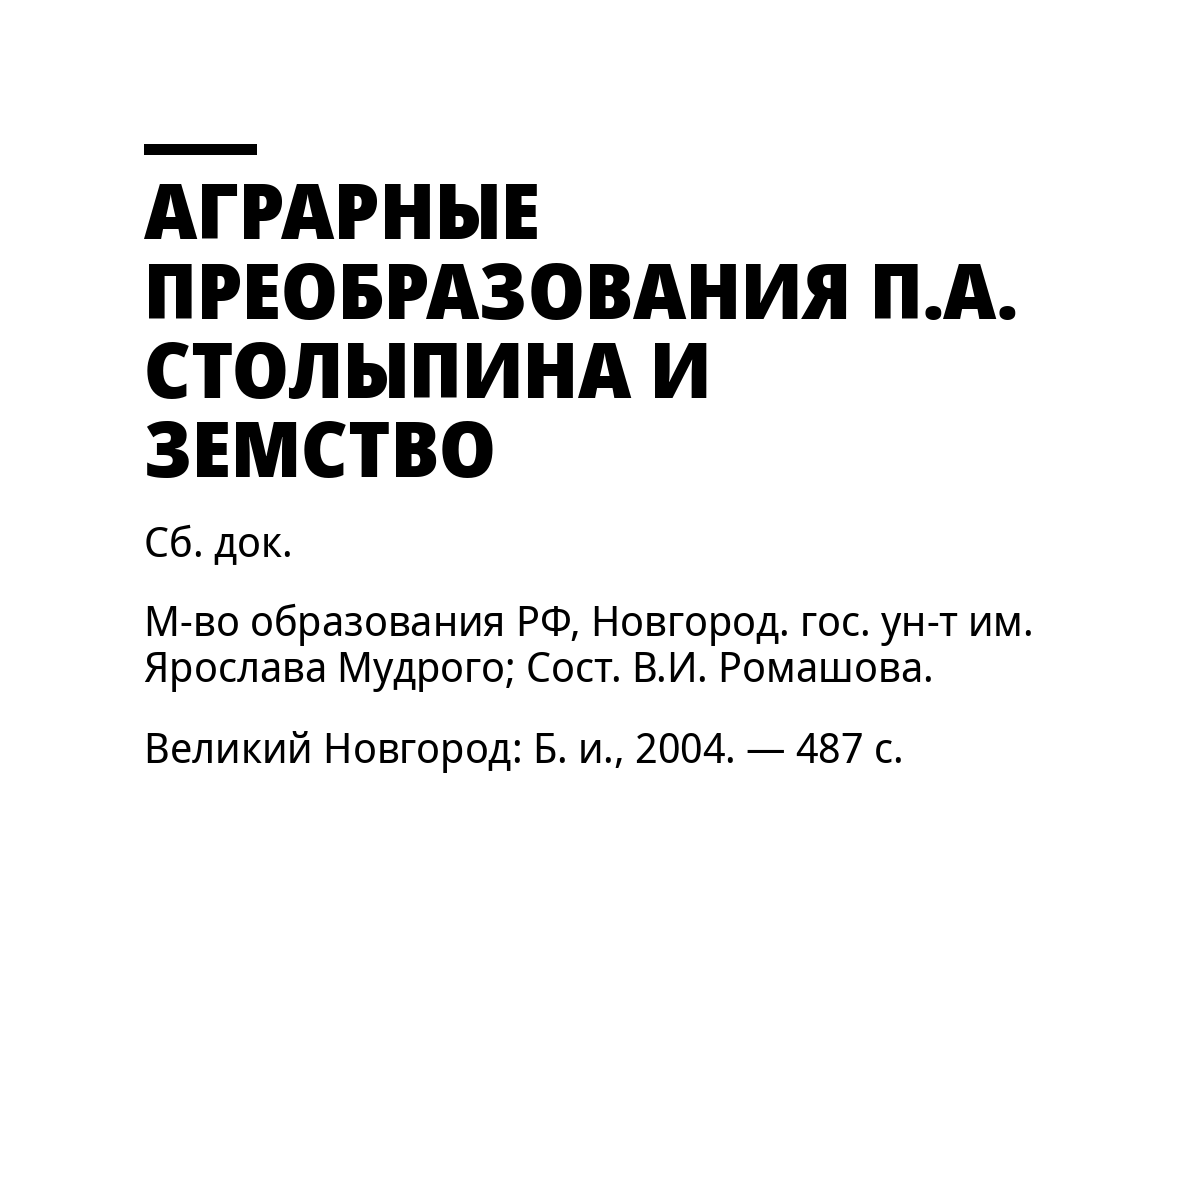 АГРАРНЫЕ
ПРЕОБРАЗОВАНИЯ П.А.
СТОЛЫПИНА И
ЗЕМСТВО
Сб. док.
М-во образования РФ, Новгород. гос. ун-т им.
Ярослава Мудрого; Сост. В.И. Ромашова.
Великий Новгород: Б. и., 2004. — 487 с.